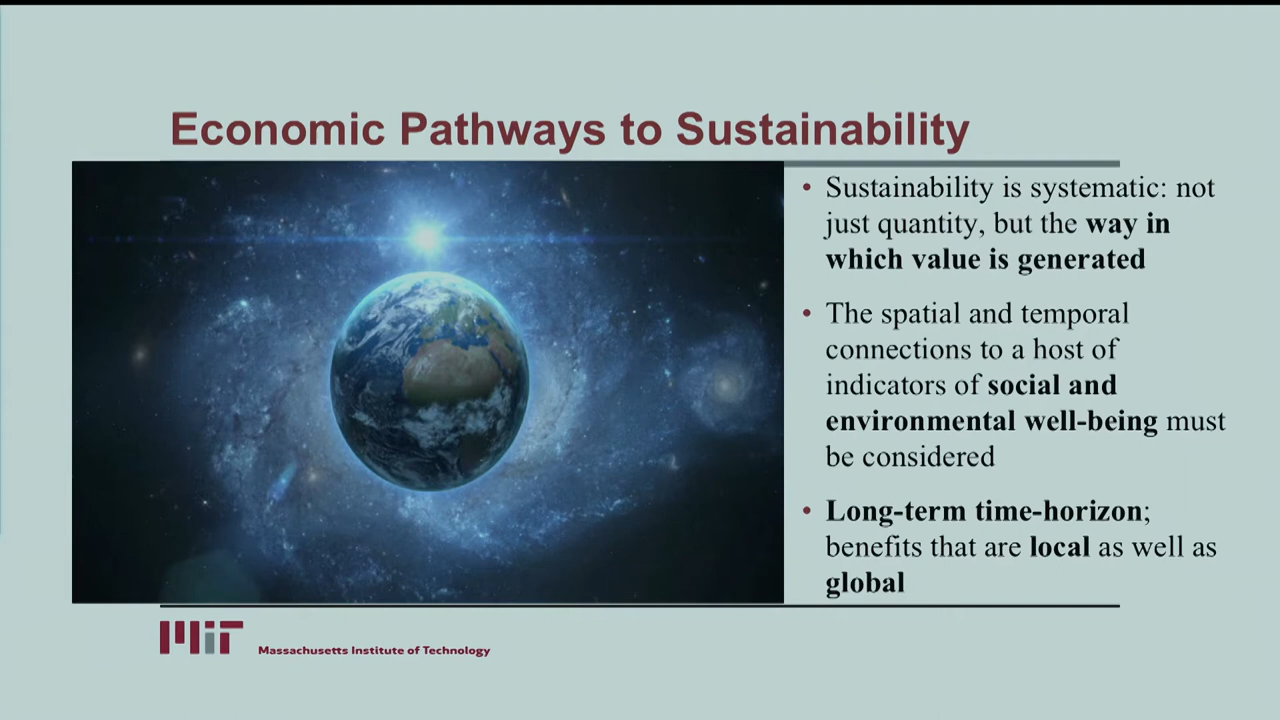 Economic Pathways to Sustainability
• Sustainability is systematic: not
just quantity, but the way in
which value is generated
• The spatial and temporal
connections to a host of
indicators of social and
environmental well-being must
be considered
• Long-term time-horizon;
benefits that are local as well as
global
MIT
Massachusetts Institute of Technology